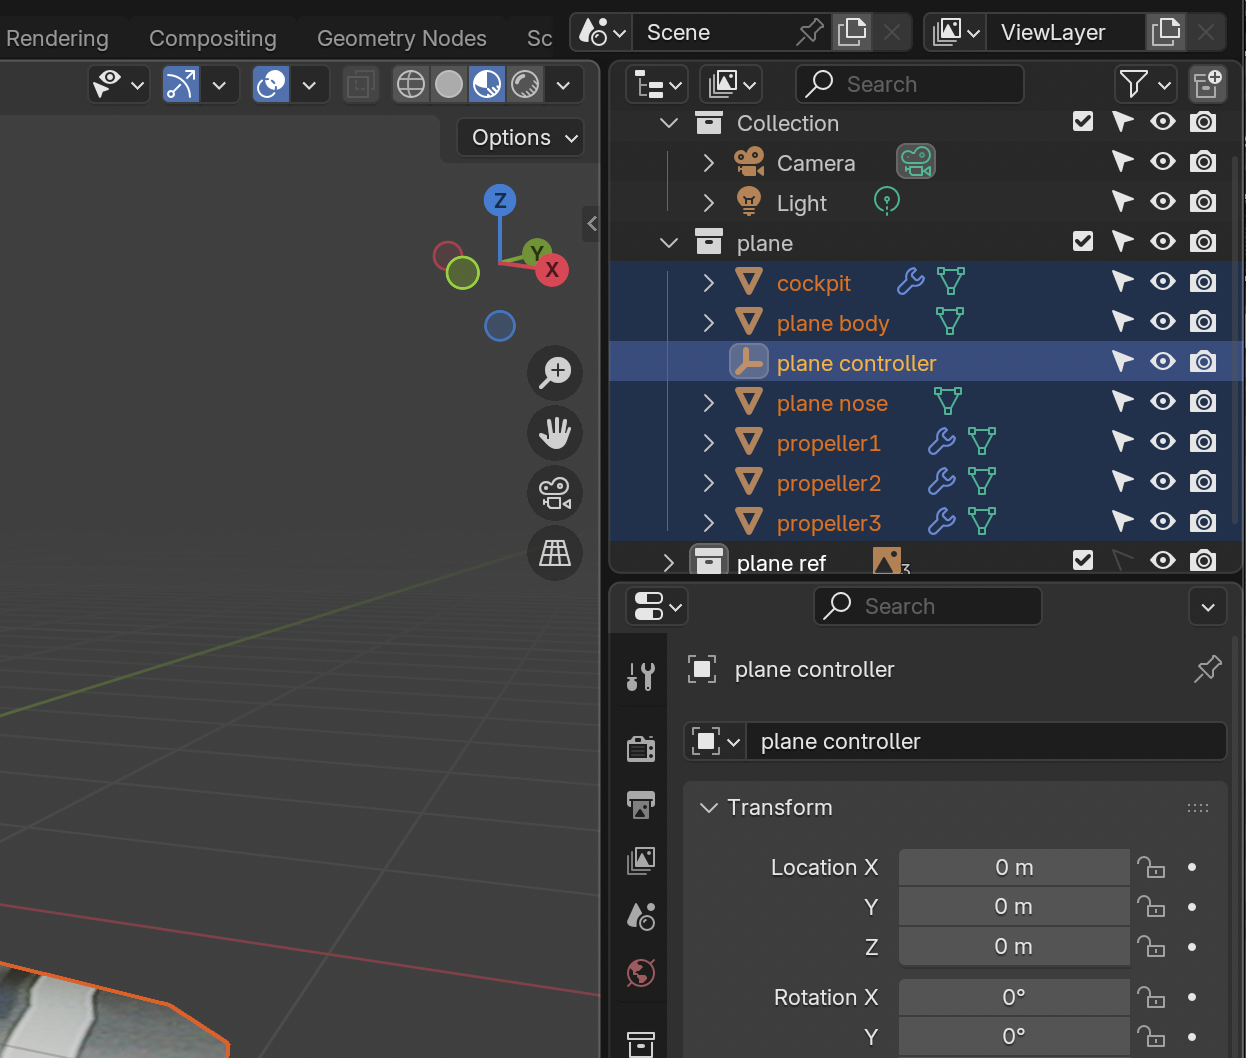 Rendering Compositing Geometry Nodes Sc
Scene
ViewLayer
Search
Options
Z
Y
X
Collection
Camera
Light
plane
cockpit
plane body
plane controller
plane nose
propeller1
propeller2
propeller3
plane ref 3
Search
plane controller
plane controller
Transform
Location X 0 m
Y 0 m
Z 0 m
Rotation X 0°
Y 0°